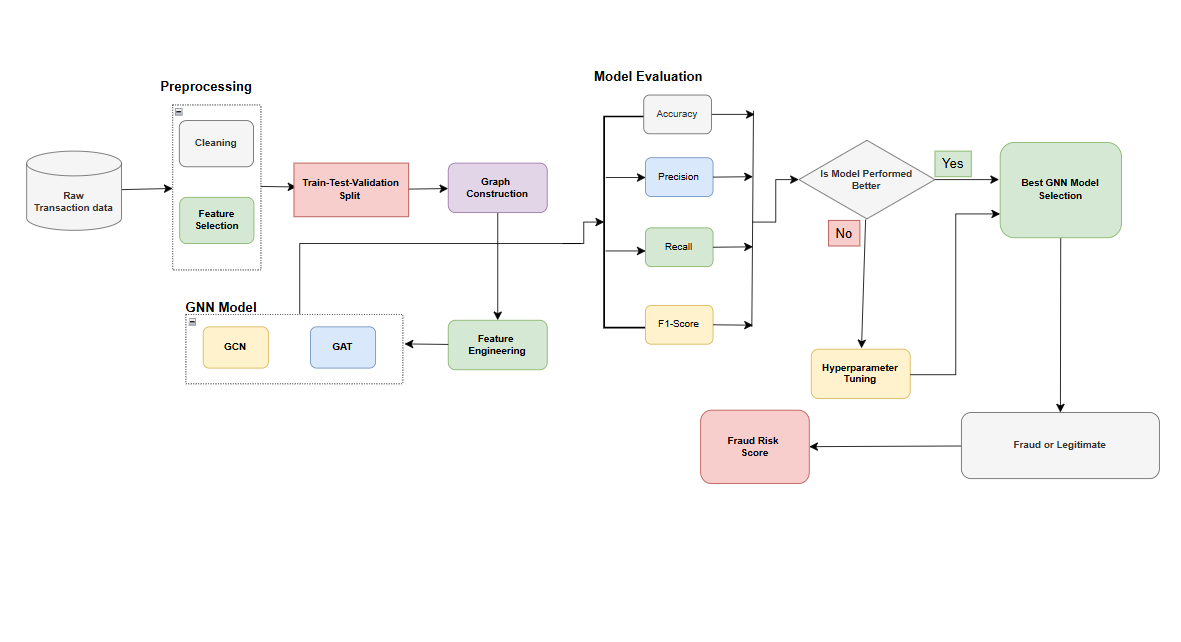 Preprocessing
Cleaning
Feature
Selection
Raw
Transaction data
Train-Test-Validation
Split
Graph
Construction
GNN Model
GCN
GAT
Feature
Engineering
Model Evaluation
Accuracy
Precision
Recall
F1-Score
Is Model Performed
Better
Yes
No
Best GNN Model
Selection
Hyperparameter
Tuning
Fraud or Legitimate
Fraud Risk
Score